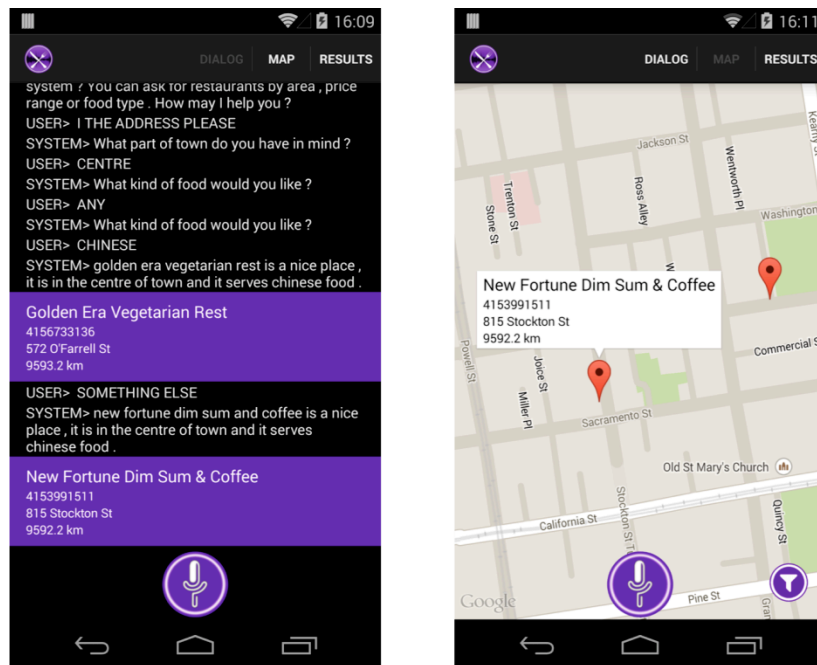 16:09
DIALOG MAP RESULTS
system ? You can ask for restaurants by area , price
range or food type . How may I help you ?
USER> I THE ADDRESS PLEASE
SYSTEM> What part of town do you have in mind ?
USER> CENTRE
SYSTEM> What kind of food would you like ?
USER> ANY
SYSTEM> What kind of food would you like ?
USER> CHINESE
SYSTEM> golden era vegetarian rest is a nice place ,
it is in the centre of town and it serves chinese food .
Golden Era Vegetarian Rest
4156733136
572 O'Farrell St
9593.2 km
USER> SOMETHING ELSE
SYSTEM> new fortune dim sum and coffee is a nice
place , it is in the centre of town and it serves
chinese food .
New Fortune Dim Sum & Coffee
4153991511
815 Stockton St
9592.2 km
16:11
DIALOG MAP RESULTS
Kearny St
Jackson St
Wentworth Pl
Trenton St
Ross Alley
Stone St
Washington
W
New Fortune Dim Sum & Coffee
4153991511
815 Stockton St
9592.2 km
Powell St
Commercial S
Joice St
Miller Pl
Sacramento St
Old St Mary's Church
Stockton St T
Quincy St
California St
Google
Pine St
Gran